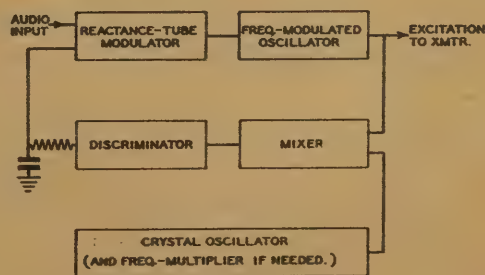 AUDIO
INPUT
REACTANCE-TUBE
MODULATOR
FREQ.-MODULATED
OSCILLATOR
EXCITATION
TO XMTR.
DISCRIMINATOR
MIXER
CRYSTAL OSCILLATOR
(AND FREQ.-MULTIPLIER IF NEEDED.)